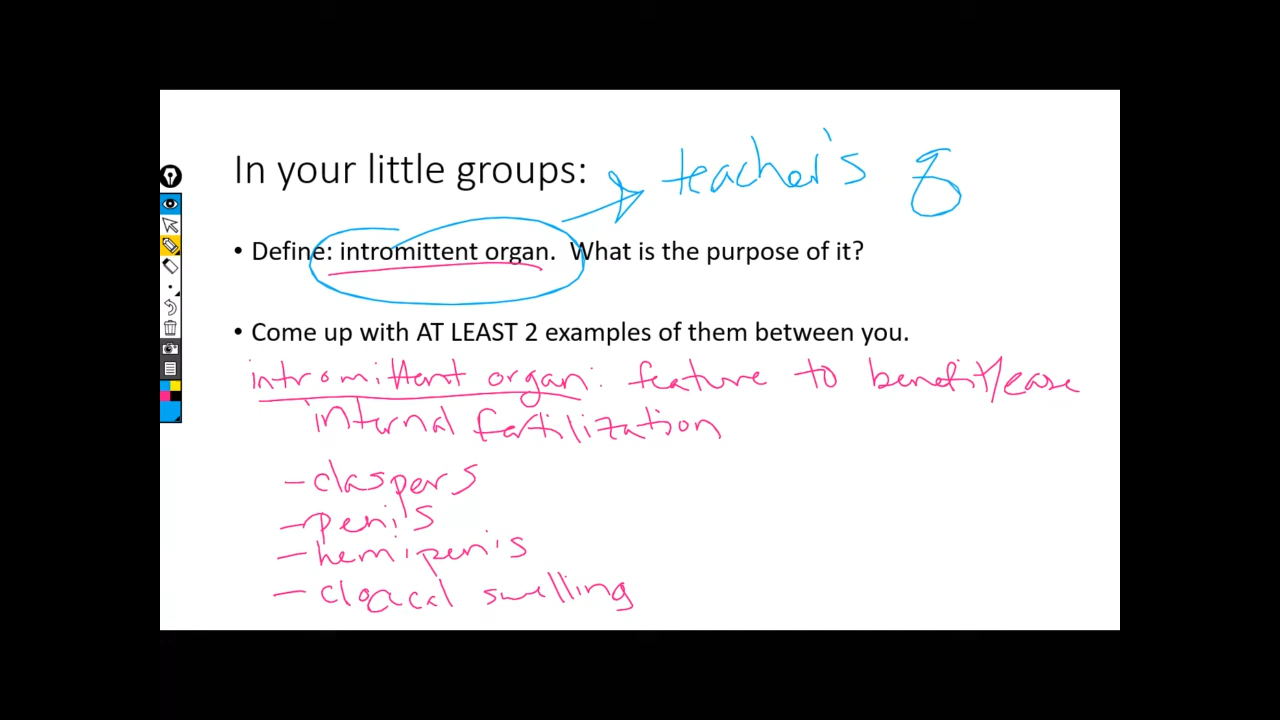 In your little groups:
teacher's
• Define: intromittent organ. What is the purpose of it?
• Come up with AT LEAST 2 examples of them between you.
intromittent organ: feature to benefit/ease
internal fertilization
- claspers
- penis
- hemipenis
- cloacal swelling